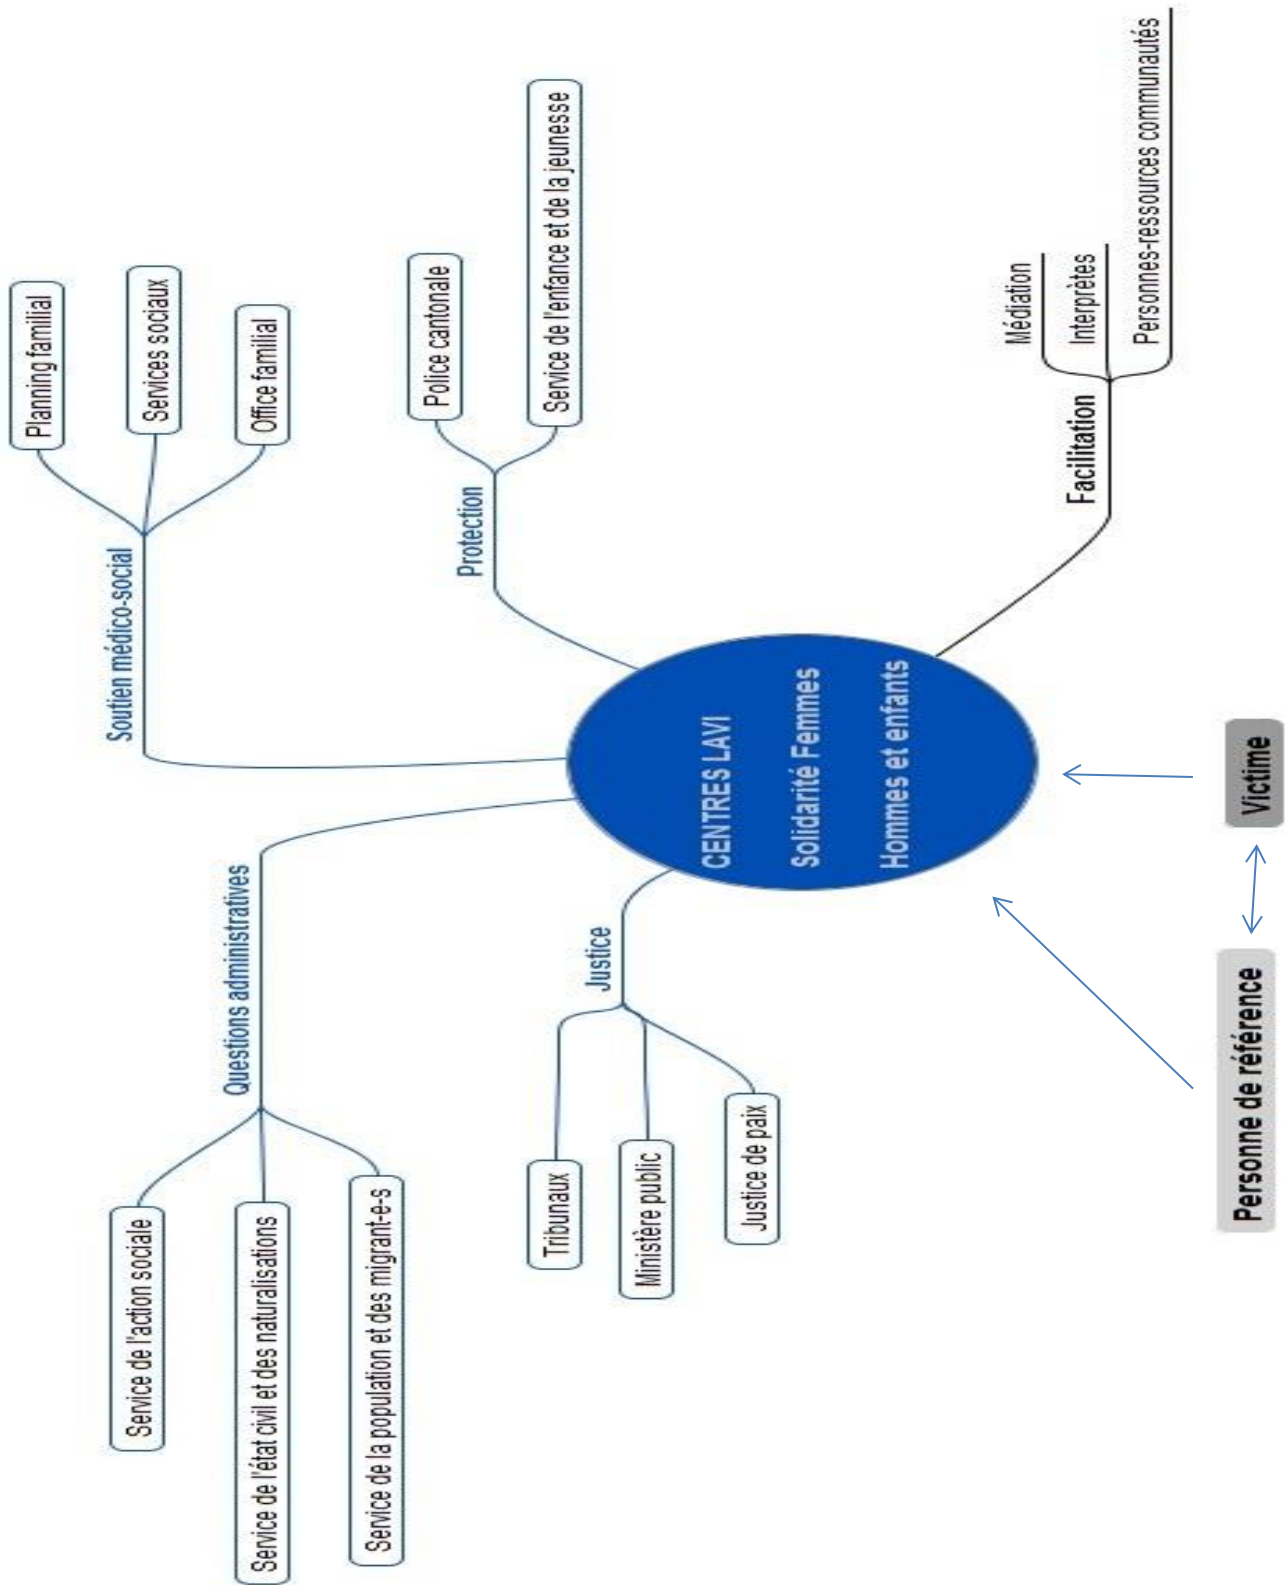 Questions administratives
Service de l'action sociale
Service de l'état civil et des naturalisations
Service de la population et des migrant-e-s
Soutien médico-social
Planning familial
Services sociaux
Office familial
Justice
Tribunaux
Ministère public
Justice de paix
Protection
Police cantonale
Service de l'enfance et de la jeunesse
CENTRES LAVI
Solidarité Femmes
Hommes et enfants
Facilitation
Médiation
Interprètes
Personnes-ressources communautés
Personne de référence
Victime